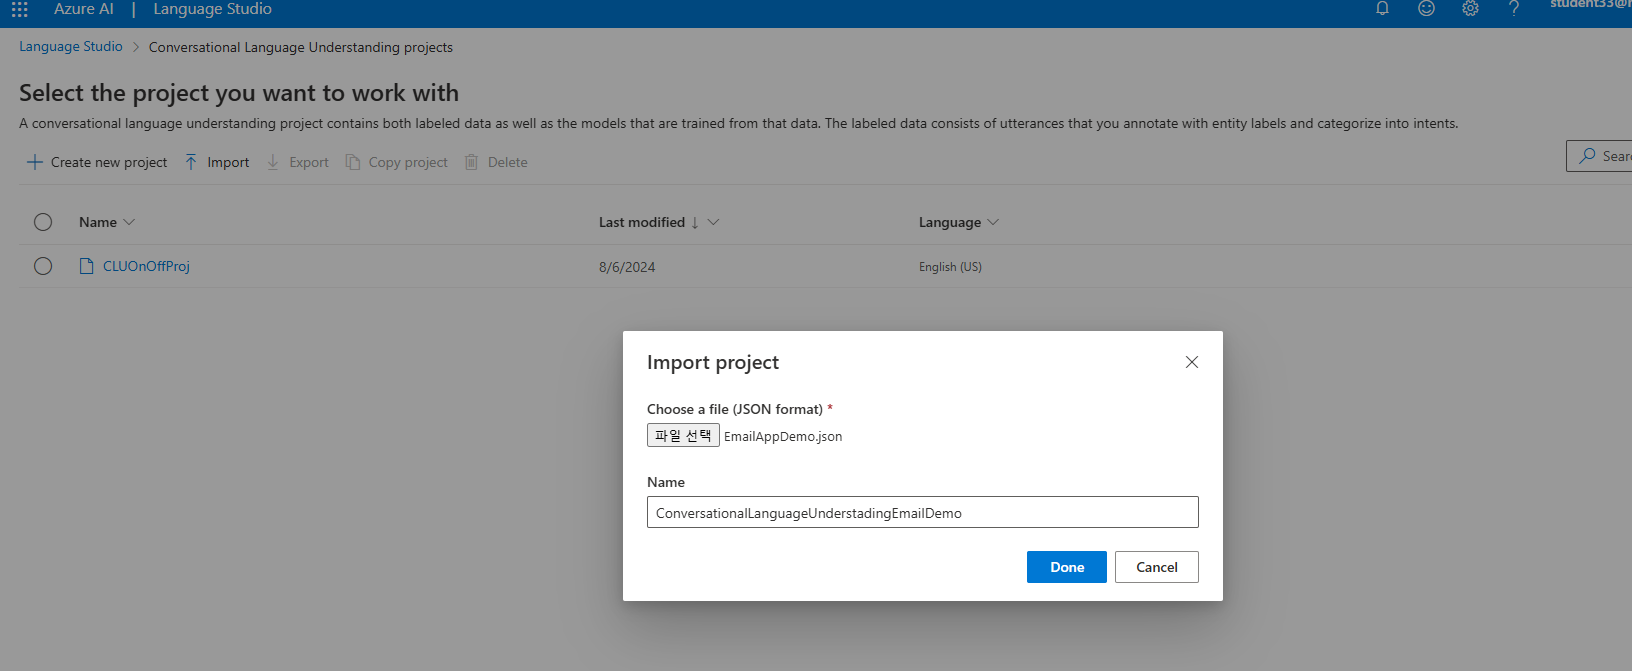 Azure AI | Language Studio
Language Studio > Conversational Language Understanding projects
Select the project you want to work with
A conversational language understanding project contains both labeled data as well as the models that are trained from that data. The labeled data consists of utterances that you annotate with entity labels and categorize into intents.
Create new project Import Export Copy project Delete
Name Last modified ↓ Language
CLUOnOffProj 8/6/2024 English (US)
Import project
Choose a file (JSON format) *
파일 선택 EmailAppDemo.json
Name
ConversationalLanguageUnderstadingEmailDemo
Done Cancel